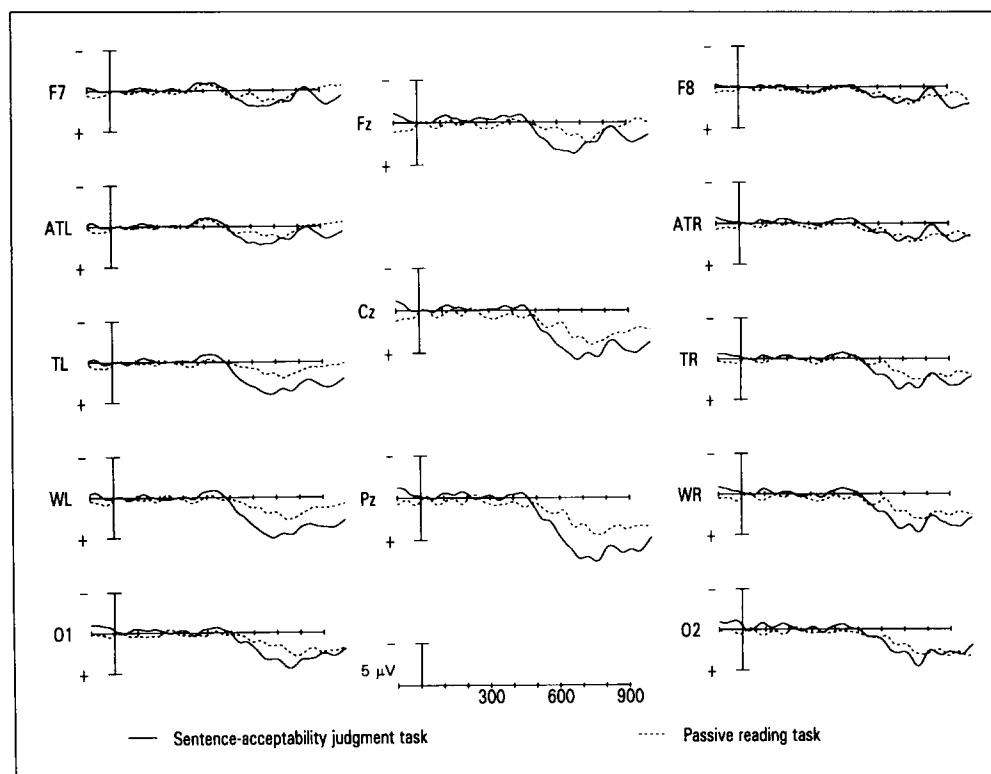 −
F7
+
−
Fz
+
−
F8
+
−
ATL
+
−
Cz
+
−
ATR
+
−
TL
+
−
TR
+
−
WL
+
−
Pz
+
−
WR
+
−
O1
+
−
5 μV
300 600 900
−
O2
+
Sentence-acceptability judgment task
Passive reading task